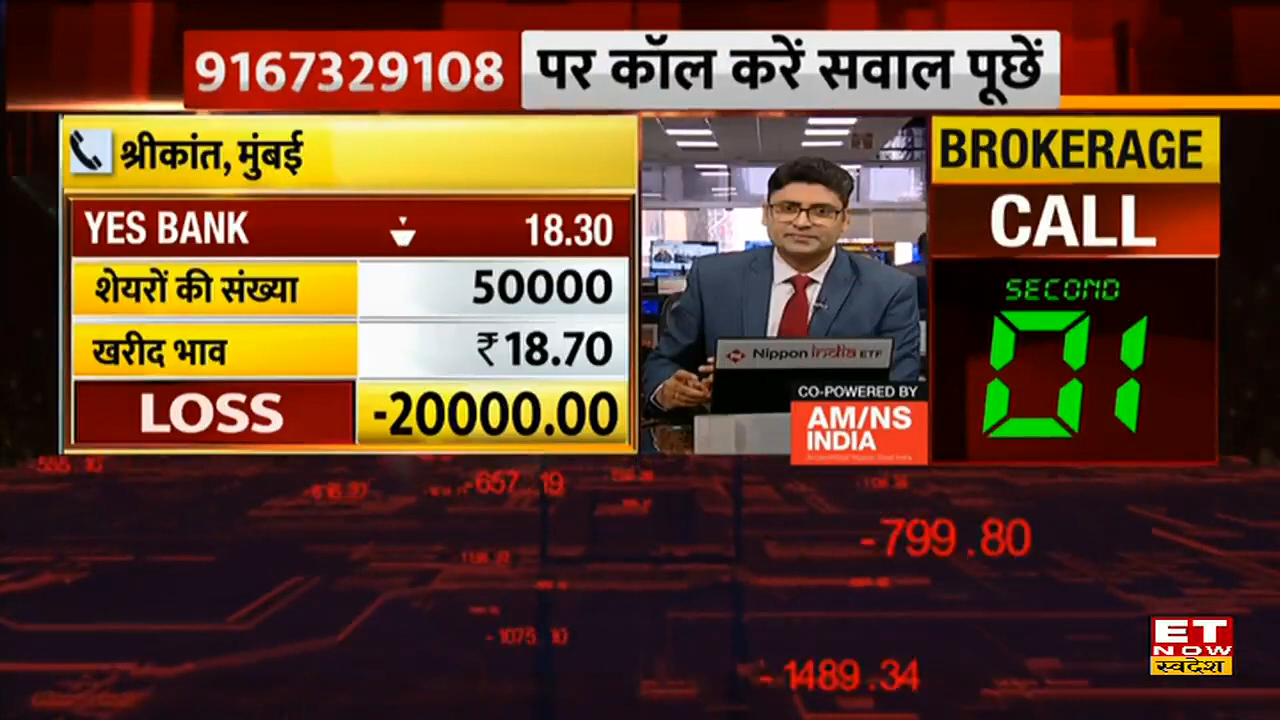 9167329108 पर कॉल करें सवाल पूछें
श्रीकांत, मुंबई
YES BANK 18.30
शेयरों की संख्या 50000
खरीद भाव ₹18.70
LOSS -20000.00
Nippon india ETF
CO-POWERED BY
AM/NS
INDIA
BROKERAGE
CALL
SECOND
01
-657.19
-799.80
-1075.10
-1489.34
ET
NOW
स्वदेश